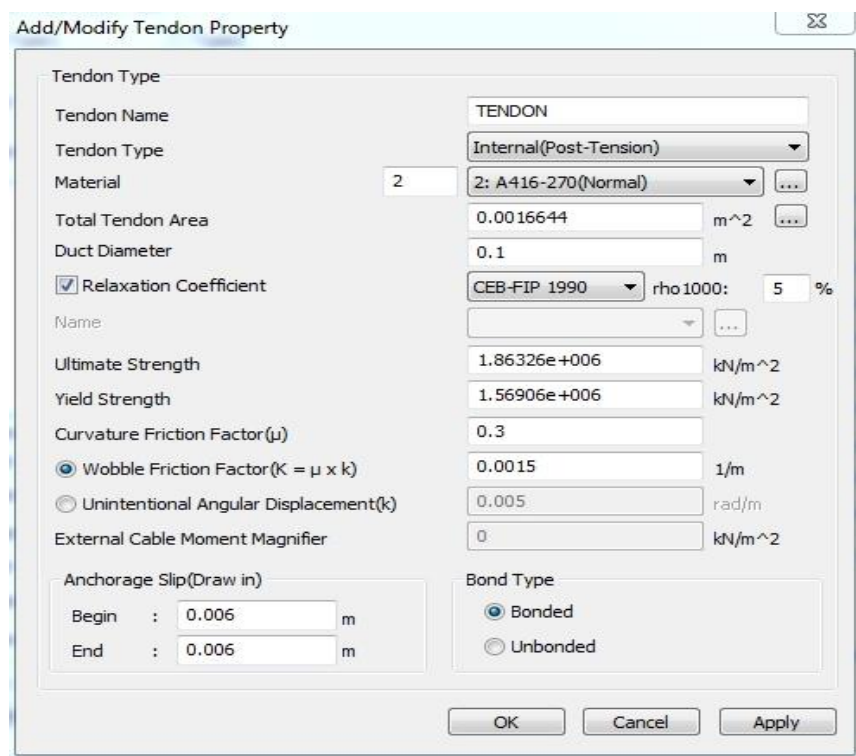 Add/Modify Tendon Property
Tendon Type
Tendon Name TENDON
Tendon Type Internal(Post-Tension)
Material 2 2: A416-270(Normal) ...
Total Tendon Area 0.0016644 m^2 ...
Duct Diameter 0.1 m
Relaxation Coefficient CEB-FIP 1990 rho1000: 5 %
Name ...
Ultimate Strength 1.86326e+006 kN/m^2
Yield Strength 1.56906e+006 kN/m^2
Curvature Friction Factor(μ) 0.3
Wobble Friction Factor(K = μ x k) 0.0015 1/m
Unintentional Angular Displacement(k) 0.005 rad/m
External Cable Moment Magnifier 0 kN/m^2
Anchorage Slip(Draw in) Bond Type
Begin : 0.006 m Bonded
End : 0.006 m Unbonded
OK Cancel Apply